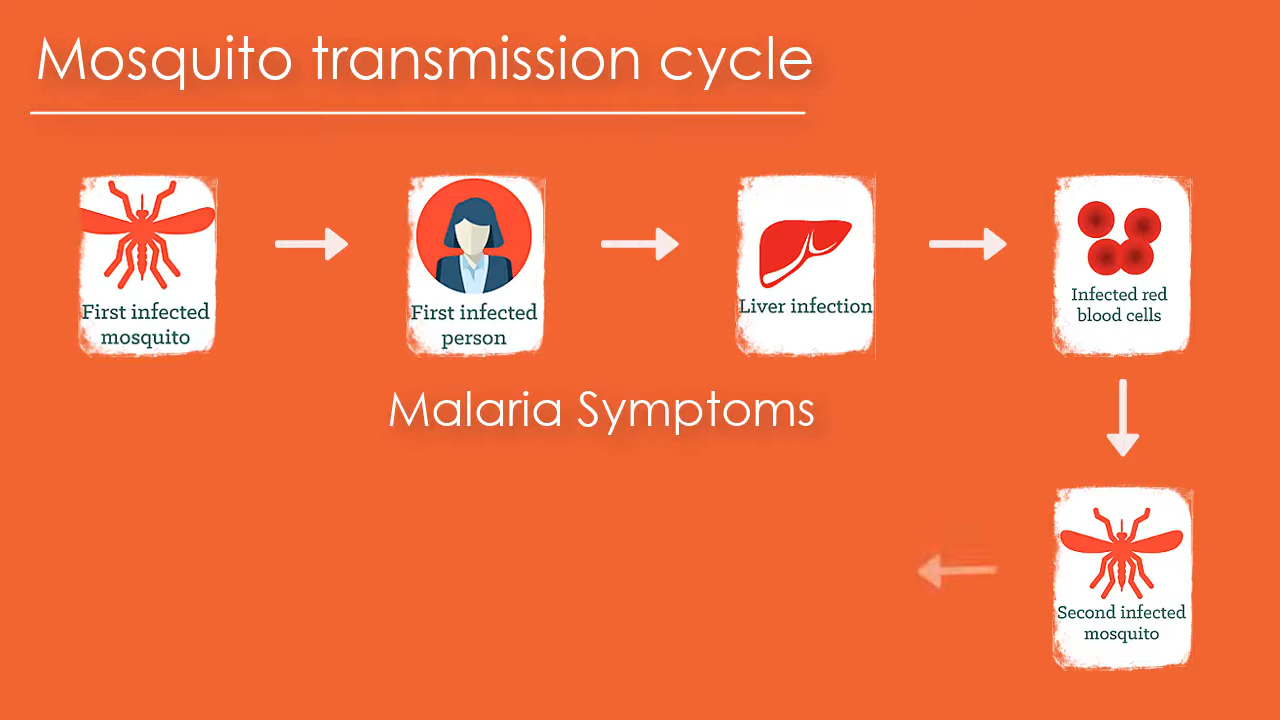 Mosquito transmission cycle
First infected
mosquito
First infected
person
Liver infection
Infected red
blood cells
Malaria Symptoms
Second infected
mosquito